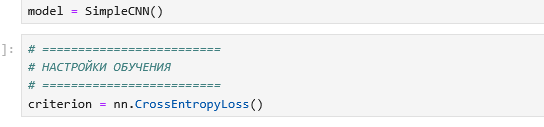 model = SimpleCNN()
]:
# =========================
# НАСТРОЙКИ ОБУЧЕНИЯ
# =========================
criterion = nn.CrossEntropyLoss()